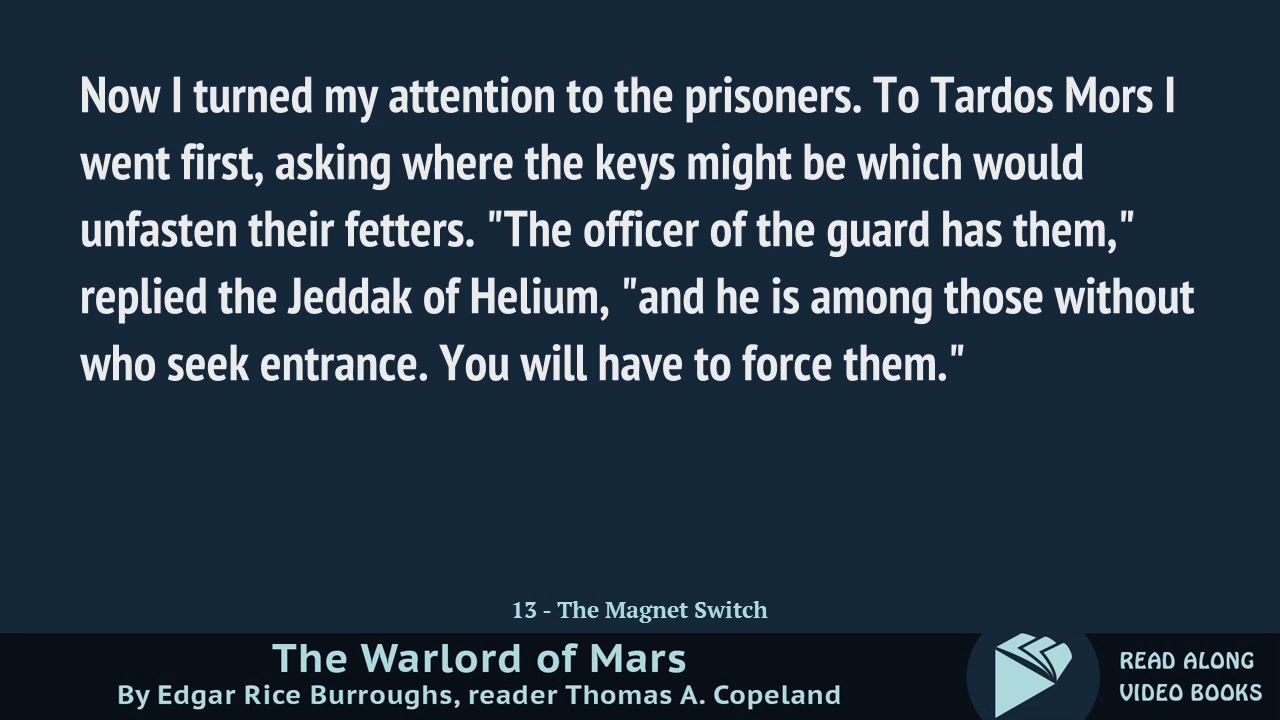 Now I turned my attention to the prisoners. To Tardos Mors I
went first, asking where the keys might be which would
unfasten their fetters. "The officer of the guard has them,"
replied the Jeddak of Helium, "and he is among those without
who seek entrance. You will have to force them."
13 - The Magnet Switch
The Warlord of Mars
By Edgar Rice Burroughs, reader Thomas A. Copeland
READ ALONG
VIDEO BOOKS